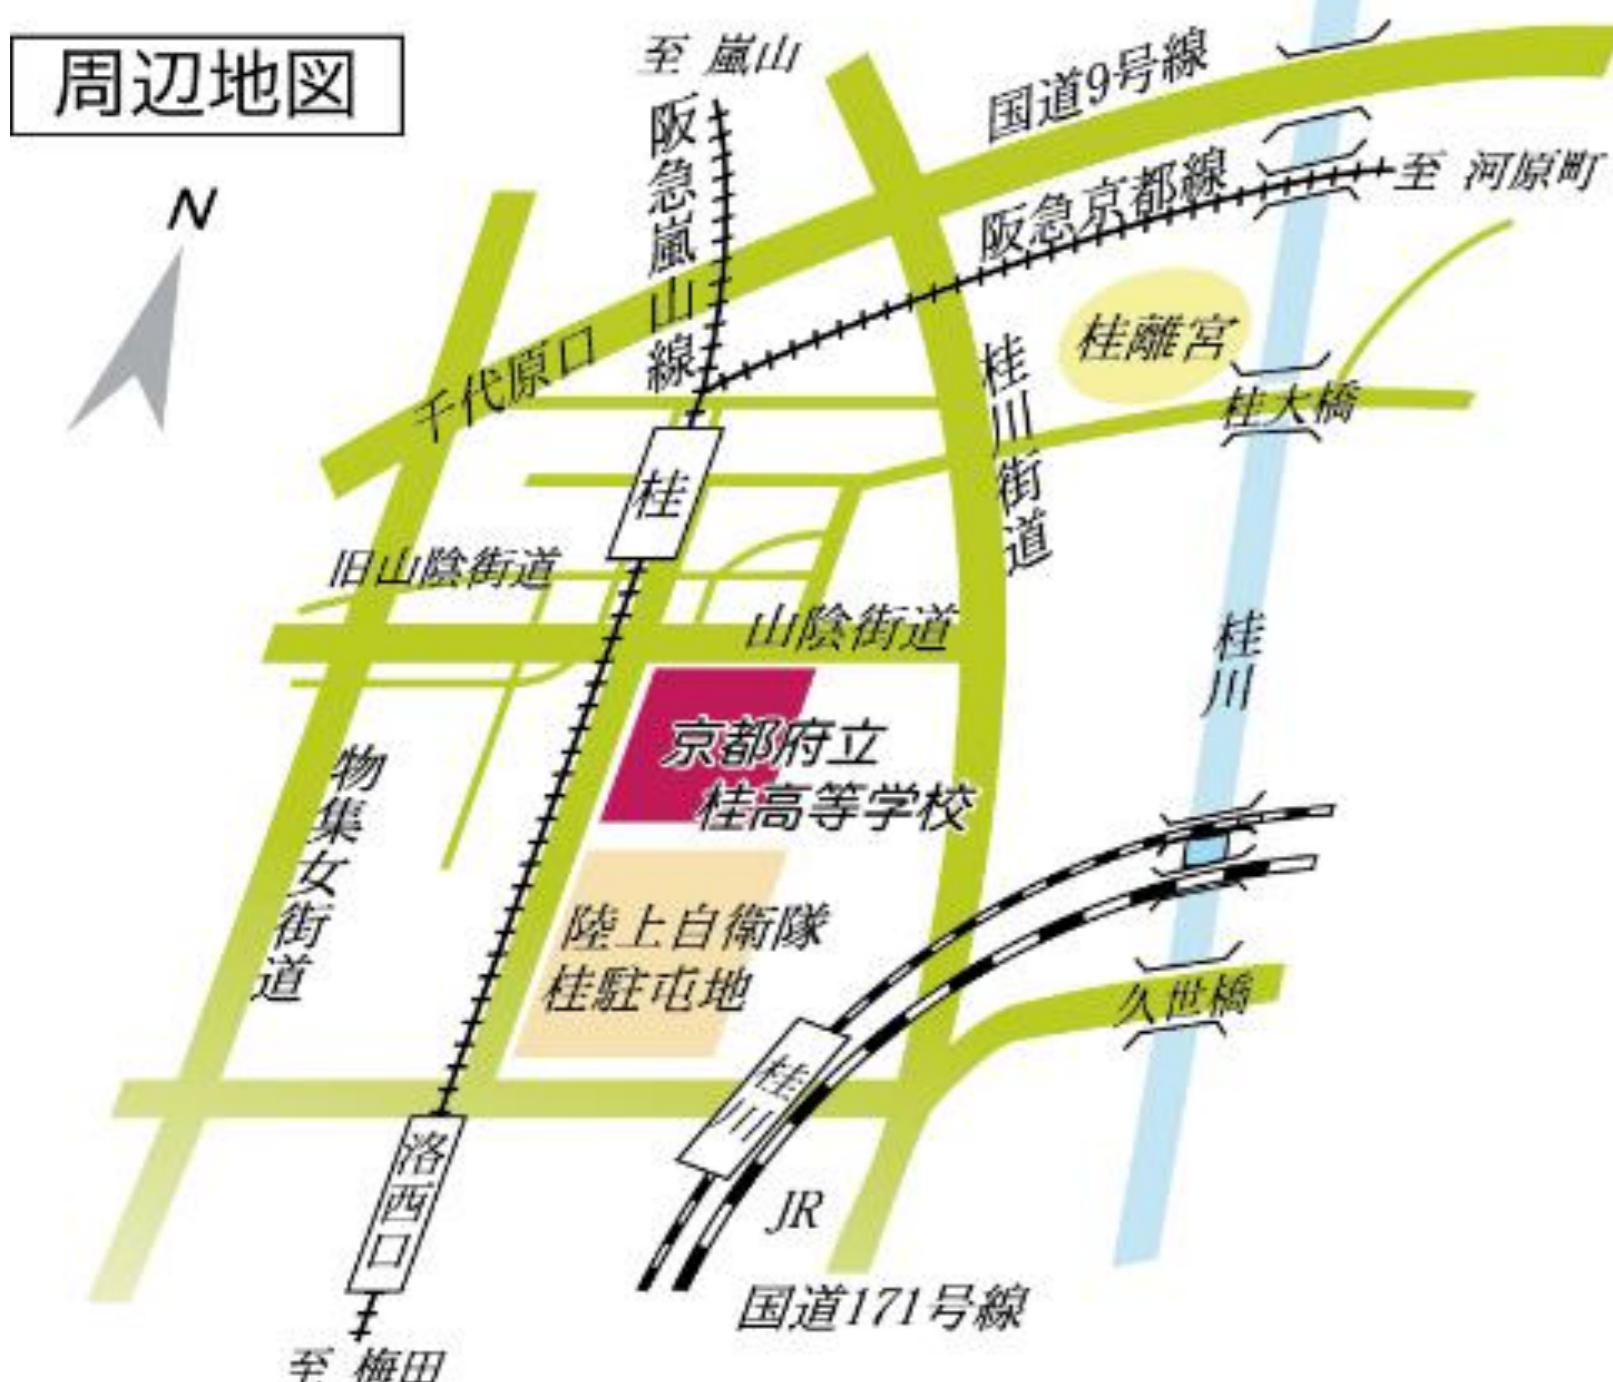 周辺地図
N
至 嵐山
阪急嵐山線
国道9号線
阪急京都線
至 河原町
千代原口
桂離宮
桂川街道
桂大橋
桂
旧山陰街道
山陰街道
桂川
京都府立
桂高等学校
物集女街道
陸上自衛隊
桂駐屯地
久世橋
桂川
洛西口
JR
国道171号線
至 梅田